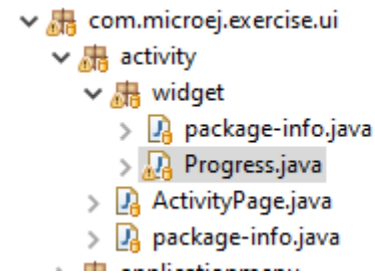 com.microej.exercise.ui
activity
widget
package-info.java
Progress.java
ActivityPage.java
package-info.java